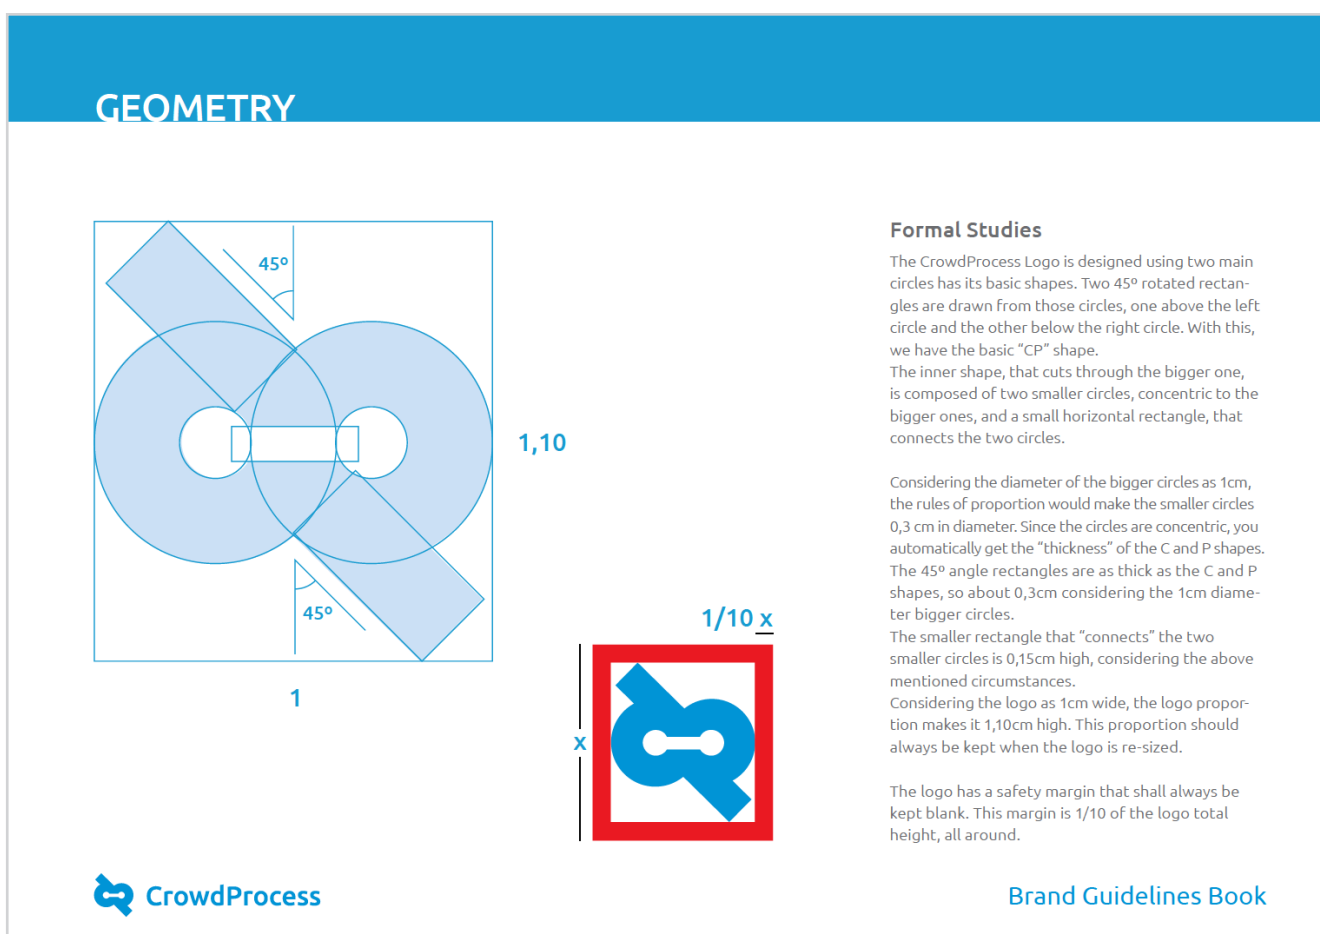 GEOMETRY
45º
1,10
45º
1
1/10 x
x
Formal Studies
The CrowdProcess Logo is designed using two main
circles has its basic shapes. Two 45º rotated rectan-
gles are drawn from those circles, one above the left
circle and the other below the right circle. With this,
we have the basic “CP” shape.
The inner shape, that cuts through the bigger one,
is composed of two smaller circles, concentric to the
bigger ones, and a small horizontal rectangle, that
connects the two circles.
Considering the diameter of the bigger circles as 1cm,
the rules of proportion would make the smaller circles
0,3 cm in diameter. Since the circles are concentric, you
automatically get the “thickness” of the C and P shapes.
The 45º angle rectangles are as thick as the C and P
shapes, so about 0,3cm considering the 1cm diame-
ter bigger circles.
The smaller rectangle that “connects” the two
smaller circles is 0,15cm high, considering the above
mentioned circumstances.
Considering the logo as 1cm wide, the logo propor-
tion makes it 1,10cm high. This proportion should
always be kept when the logo is re-sized.
The logo has a safety margin that shall always be
kept blank. This margin is 1/10 of the logo total
height, all around.
CrowdProcess
Brand Guidelines Book